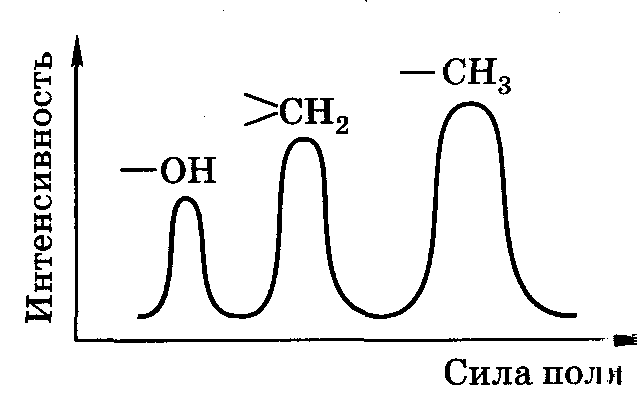 — CH₃
>CH₂
—OH
Интенсивность
Сила поля